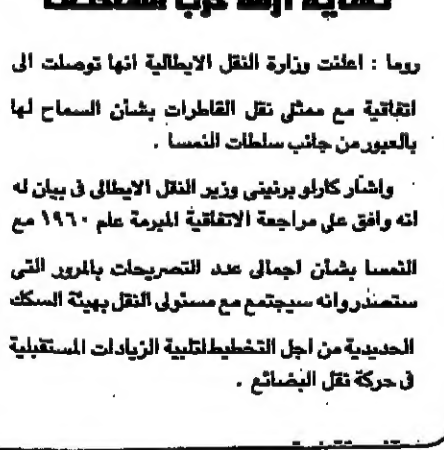 روما : اعلنت وزارة النقل الايطالية انها توصلت الى
اتفاقية مع ممثلى نقل القاطرات بشأن السماح لها
بالعبور من جانب سلطات النمسا .
واشار كارلو برنينى وزير النقل الايطالى فى بيان له
انه وافق على مراجعة الاتفاقية المبرمة علم ١٩٦٠ مع
النمسا بشأن اجمالى عدد التصريحات بالمرور التي
ستصدر وانه سيجتمع مع مسئولى النقل بهيئة السكك
الحديدية من اجل التخطيط لتلبية الزيادات المستقبلية
فى حركة نقل البضائع .